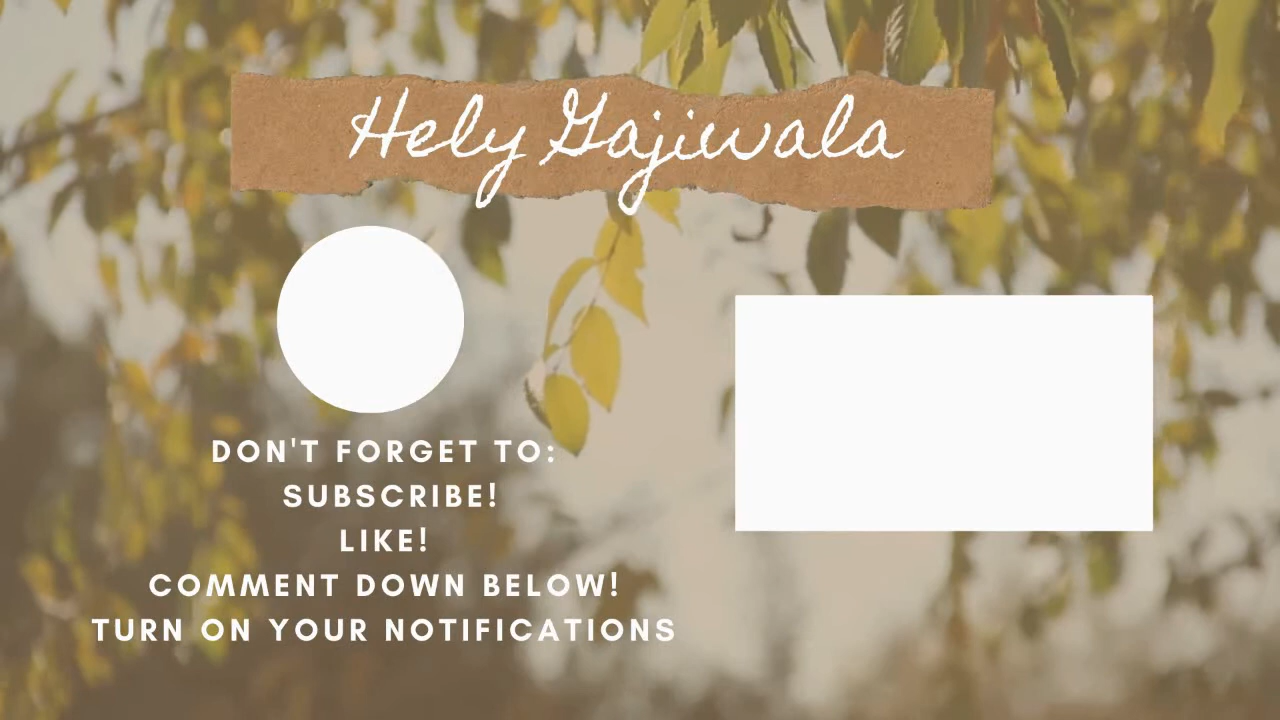 Hely Gajiwala
DON'T FORGET TO:
SUBSCRIBE!
LIKE!
COMMENT DOWN BELOW!
TURN ON YOUR NOTIFICATIONS